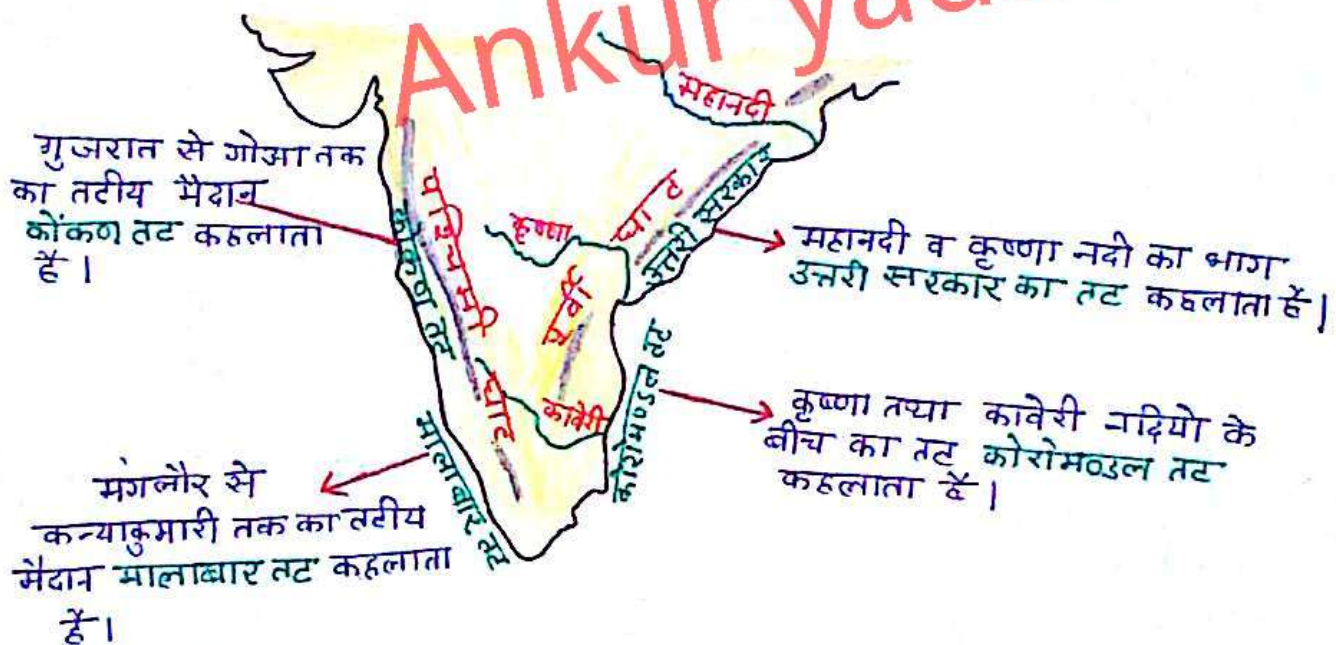 Ankur
महानदी
गुजरात से गोआ तक
का तटीय मैदान
कोंकण तट कहलाता
है।
पश्चिमी
घाट
कोंकण तट
कृष्णा
पूर्वी
घाट
उत्तरी सरकार
महानदी व कृष्णा नदी का भाग
उत्तरी सरकार का तट कहलाता है।
कावेरी
कोरोमण्डल तट
कृष्णा तथा कावेरी नदियो के
बीच का तट कोरोमण्डल तट
कहलाता है।
मालाबार तट
मंगलौर से
कन्याकुमारी तक का तटीय
मैदान मालाबार तट कहलाता
है।